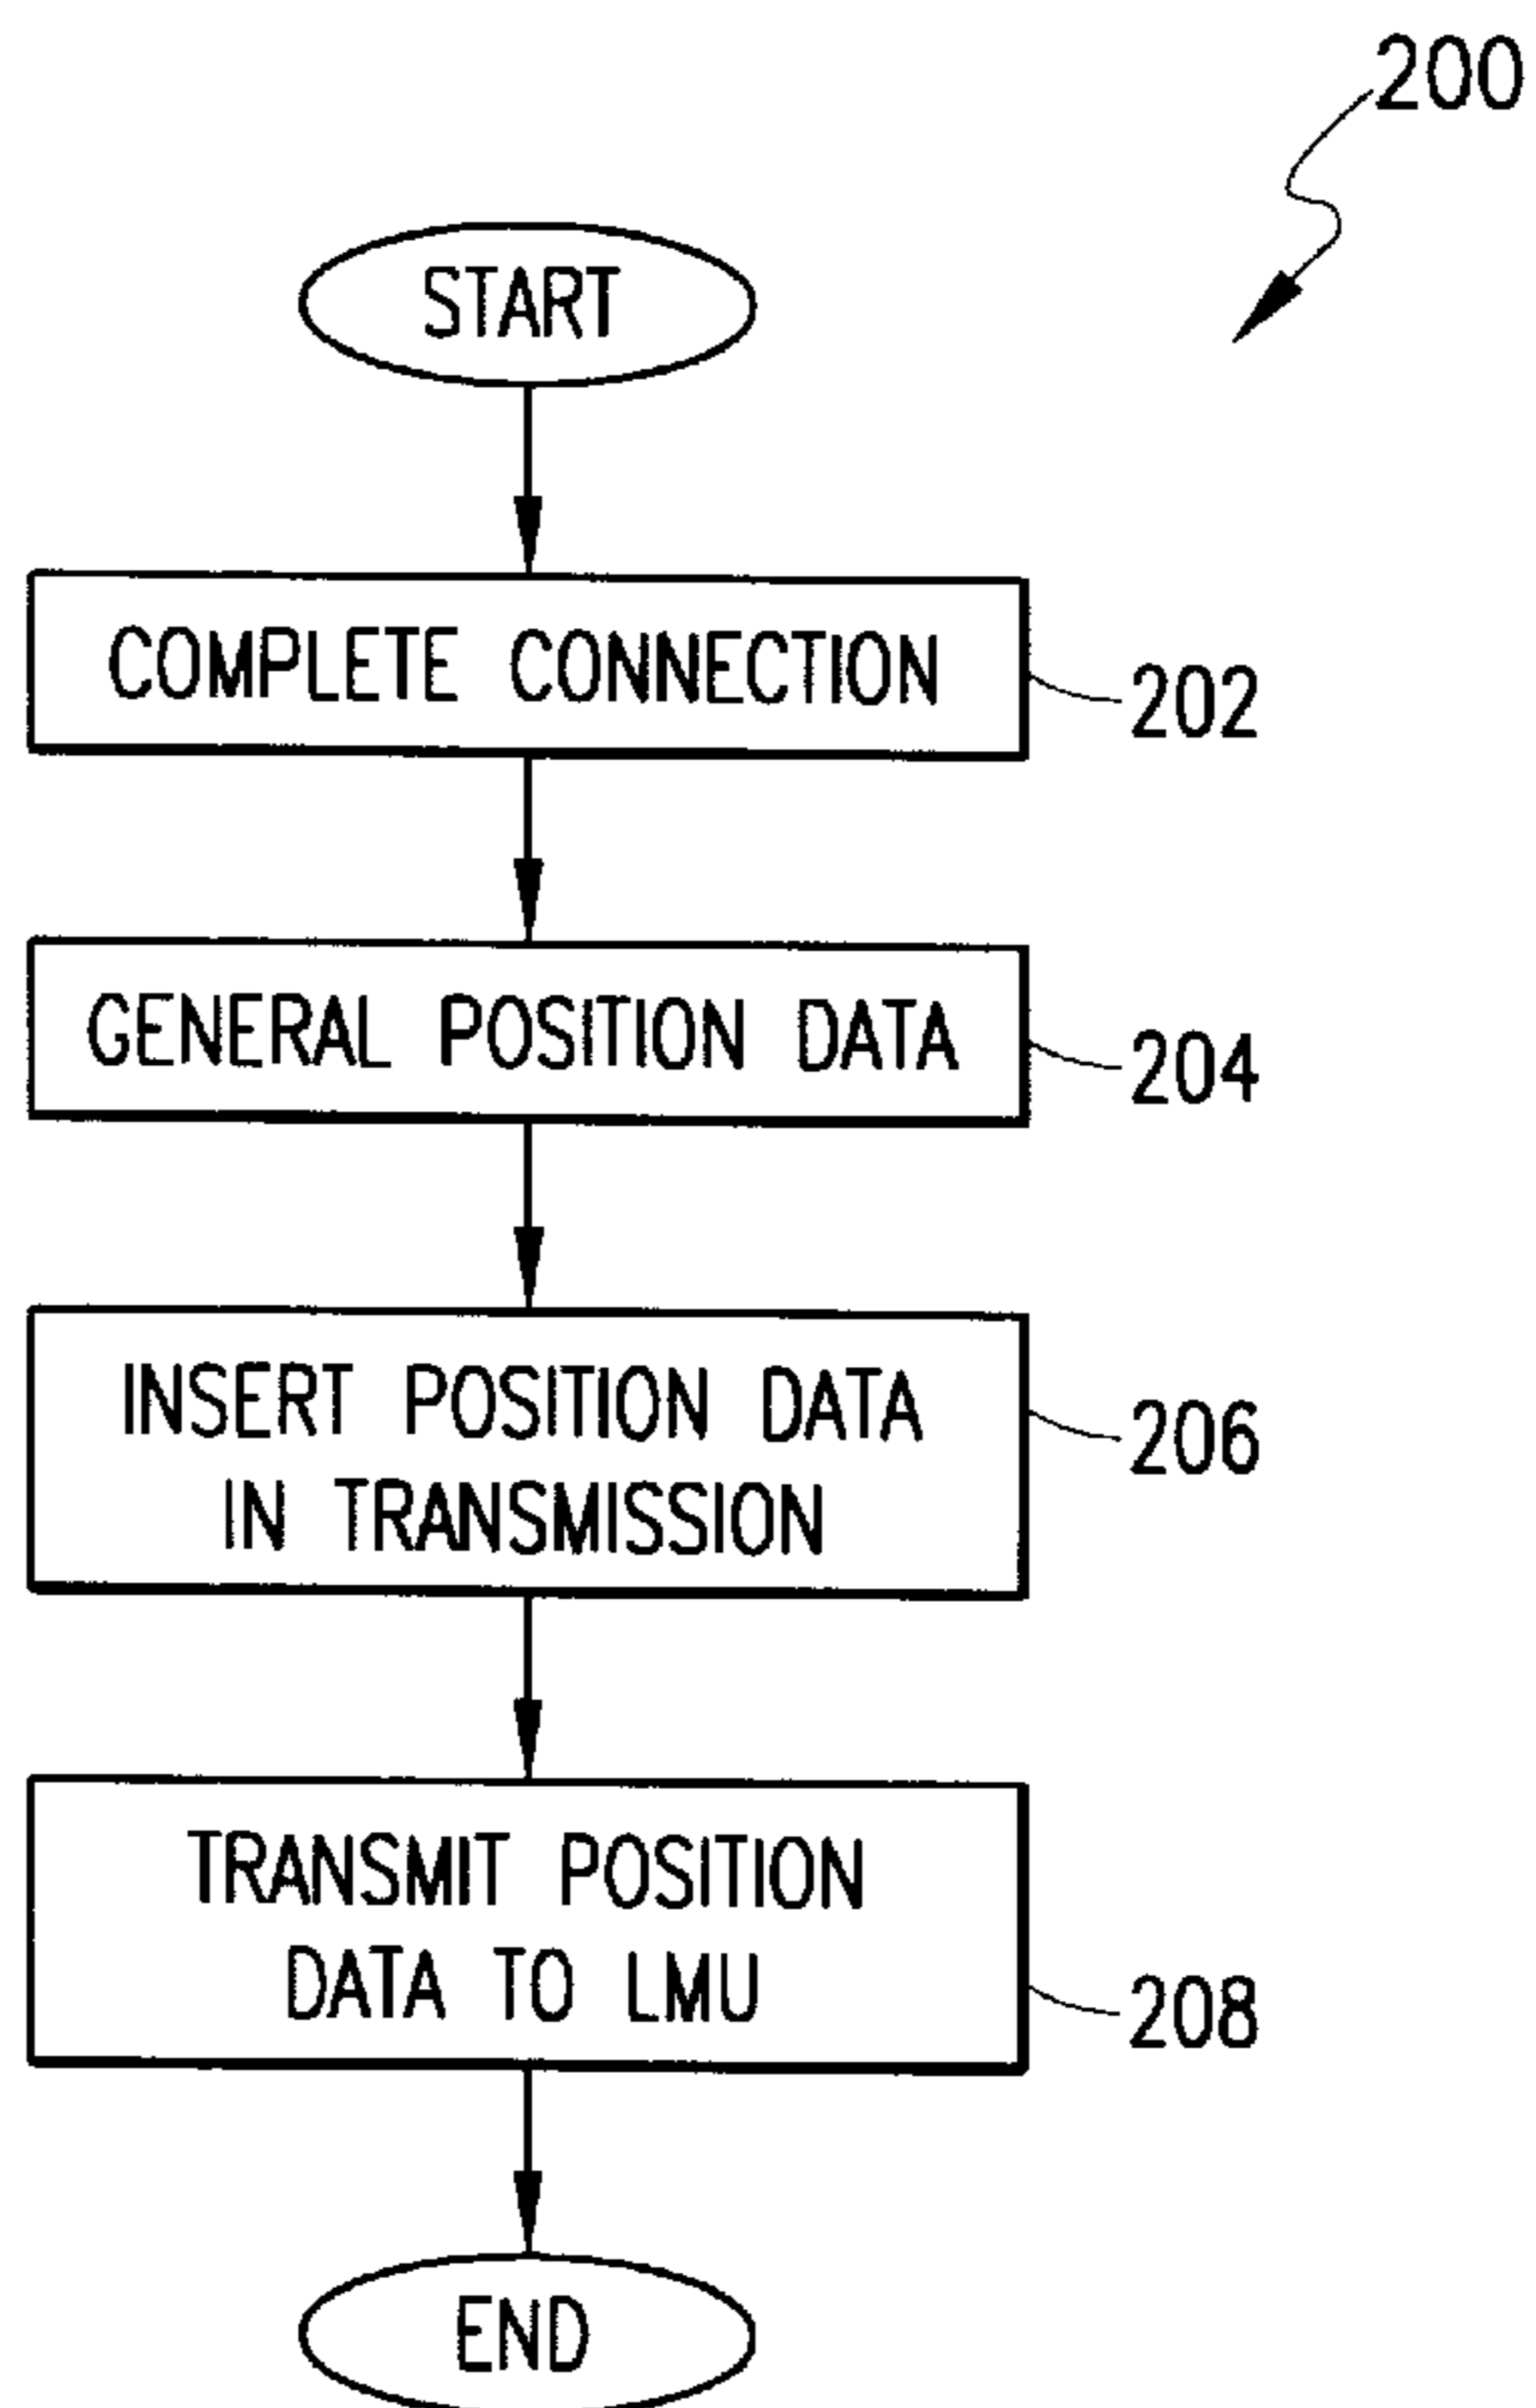 200
START
COMPLETE CONNECTION
202
GENERAL POSITION DATA
204
INSERT POSITION DATA
IN TRANSMISSION
206
TRANSMIT POSITION
DATA TO LMU
208
END